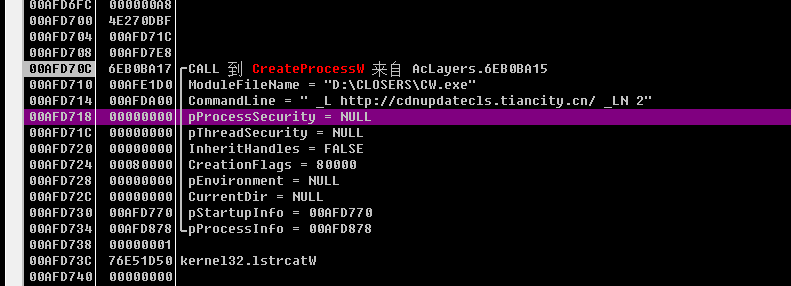 00AFD6FC 000000A8
00AFD700 4E270DBF
00AFD704 00AFD71C
00AFD708 00AFD7E8
00AFD70C 6EB0BA17 CALL 到 CreateProcessW 来自 AcLayers.6EB0BA15
00AFD710 00AFE1D0 ModuleFileName = "D:\CLOSERS\CW.exe"
00AFD714 00AFDA00 CommandLine = " _L http://cdnupdatecls.tiancity.cn/ _LN 2"
00AFD718 00000000 pProcessSecurity = NULL
00AFD71C 00000000 pThreadSecurity = NULL
00AFD720 00000000 InheritHandles = FALSE
00AFD724 00080000 CreationFlags = 80000
00AFD728 00000000 pEnvironment = NULL
00AFD72C 00000000 CurrentDir = NULL
00AFD730 00AFD770 pStartupInfo = 00AFD770
00AFD734 00AFD878 pProcessInfo = 00AFD878
00AFD738 00000001
00AFD73C 76E51D50 kernel32.lstrcatW
00AFD740 00000000